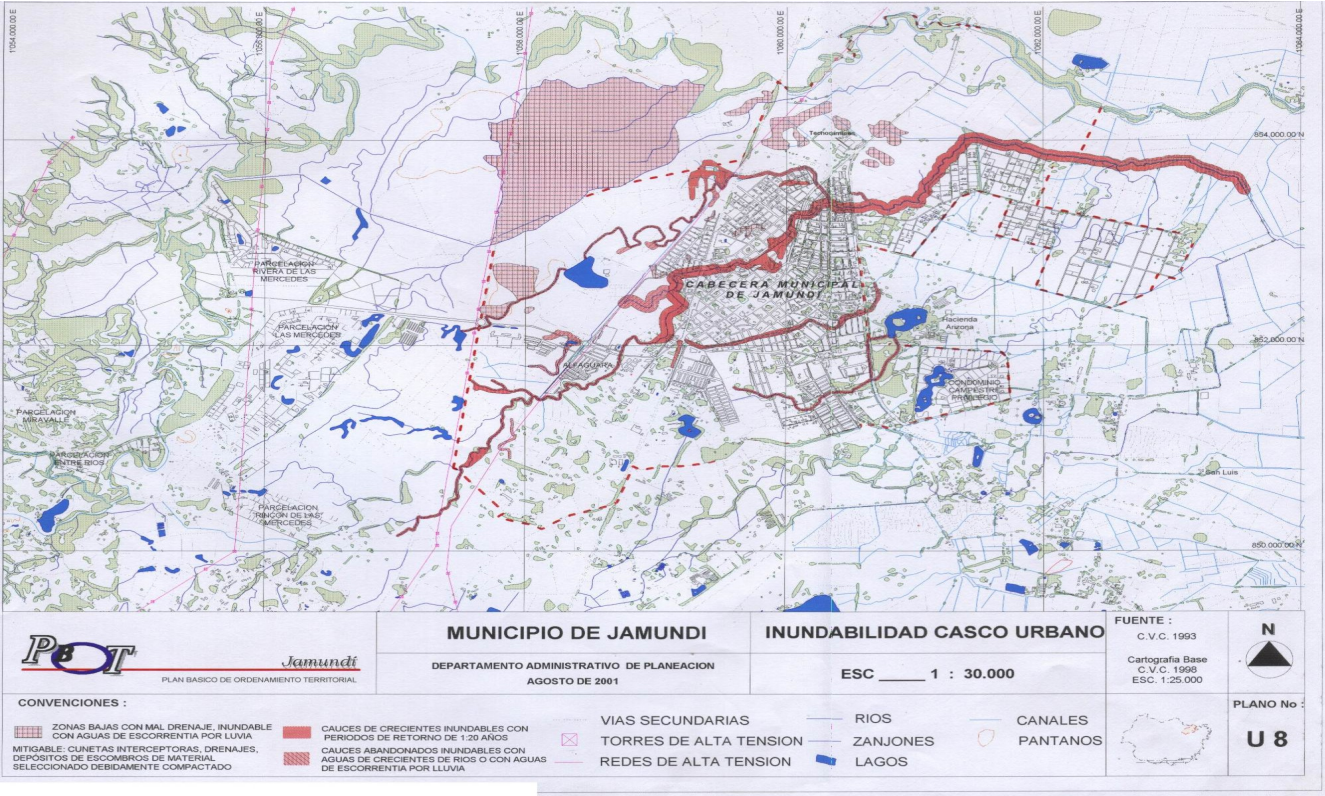 1'054.000.00 E
1'056.000.00 E
1'058.000.00 E
1'060.000.00 E
1'062.000.00 E
1'064.000.00 E
854.000.00 N
PARCELACION
RIVERA DE LAS
MERCEDES
CABECERA MUNICIPAL
DE JAMUNDI
PARCELACION
LAS MERCEDES
Hacienda
Arizona
852.000.00 N
ALFAGUARA
CONDOMINIO
CAMPESTRE
PARCELACION
MIRAVALLE
PARCELACION
ENTRE RIOS
San Luis
PARCELACION
RINCON DE LAS
MERCEDES
850.000.00 N
PBOT
Jamundí
PLAN BASICO DE ORDENAMIENTO TERRITORIAL
MUNICIPIO DE JAMUNDI
DEPARTAMENTO ADMINISTRATIVO DE PLANEACION
AGOSTO DE 2001
INUNDABILIDAD CASCO URBANO
ESC _____ 1 : 30.000
FUENTE :
C.V.C. 1993
Cartografia Base
C.V.C. 1998
ESC. 1:25.000
N
CONVENCIONES :
ZONAS BAJAS CON MAL DRENAJE, INUNDABLE
CON AGUAS DE ESCORRENTIA POR LUVIA
MITIGABLE: CUNETAS INTERCEPTORAS, DRENAJES,
DEPÓSITOS DE ESCOMBROS DE MATERIAL
SELECCIONADO DEBIDAMENTE COMPACTADO
CAUCES DE CRECIENTES INUNDABLES CON
PERIODOS DE RETORNO DE 1:20 AÑOS
CAUCES ABANDONADOS INUNDABLES CON
AGUAS DE CRECIENTES DE RIOS O CON AGUAS
DE ESCORRENTIA POR LLUVIA
VIAS SECUNDARIAS
TORRES DE ALTA TENSION
REDES DE ALTA TENSION
RIOS
ZANJONES
LAGOS
CANALES
PANTANOS
PLANO No :
U 8